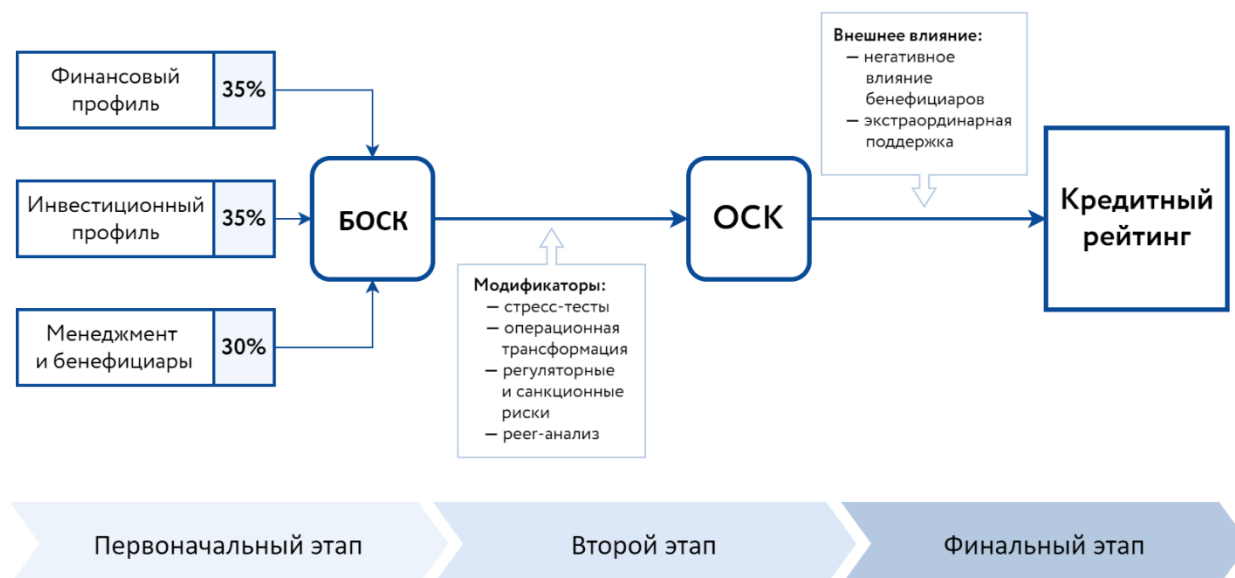 Финансовый
профиль
35%
Инвестиционный
профиль
35%
Менеджмент
и бенефициары
30%
БОСК
Модификаторы:
— стресс-тесты
— операционная
трансформация
— регуляторные
и санкционные
риски
— peer-анализ
ОСК
Внешнее влияние:
— негативное
влияние
бенефициаров
— экстраординарная
поддержка
Кредитный
рейтинг
Первоначальный этап
Второй этап
Финальный этап